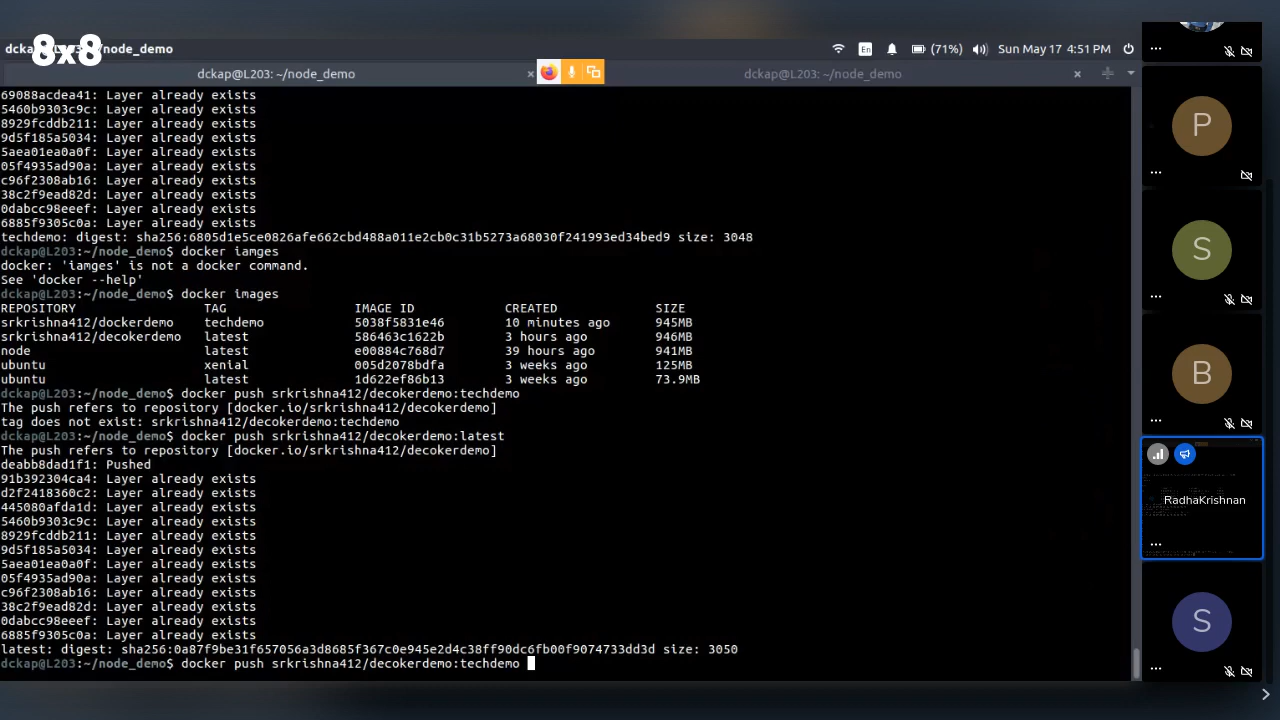 8x8
dcka /node_demo
En (71%) Sun May 17 4:51 PM
dckap@L203: ~/node_demo × dckap@L203: ~/node_demo ×
69088acdea41: Layer already exists
5460b9303c9c: Layer already exists
8929fcddb211: Layer already exists
9d5f185a5034: Layer already exists
5aea01ea0a0f: Layer already exists
05f4935ad90a: Layer already exists
c96f2308ab16: Layer already exists
38c2f9ead82d: Layer already exists
0dabcc98eeef: Layer already exists
6885f9305c0a: Layer already exists
techdemo: digest: sha256:6805d1e5ce0826afe662cbd488a011e2cb0c31b5273a68030f241993ed34bed9 size: 3048
dckap@L203:~/node_demo$ docker iamges
docker: 'iamges' is not a docker command.
See 'docker --help'
dckap@L203:~/node_demo$ docker images
REPOSITORY TAG IMAGE ID CREATED SIZE
srkrishna412/dockerdemo techdemo 5038f5831e46 10 minutes ago 945MB
srkrishna412/decokerdemo latest 586463c1622b 3 hours ago 946MB
node latest e00884c768d7 39 hours ago 941MB
ubuntu xenial 005d2078bdfa 3 weeks ago 125MB
ubuntu latest 1d622ef86b13 3 weeks ago 73.9MB
dckap@L203:~/node_demo$ docker push srkrishna412/decokerdemo:techdemo
The push refers to repository [docker.io/srkrishna412/decokerdemo]
tag does not exist: srkrishna412/decokerdemo:techdemo
dckap@L203:~/node_demo$ docker push srkrishna412/decokerdemo:latest
The push refers to repository [docker.io/srkrishna412/decokerdemo]
deabb8dad1f1: Pushed
91b392304ca4: Layer already exists
d2f2418360c2: Layer already exists
445080afda1d: Layer already exists
5460b9303c9c: Layer already exists
8929fcddb211: Layer already exists
9d5f185a5034: Layer already exists
5aea01ea0a0f: Layer already exists
05f4935ad90a: Layer already exists
c96f2308ab16: Layer already exists
38c2f9ead82d: Layer already exists
0dabcc98eeef: Layer already exists
6885f9305c0a: Layer already exists
latest: digest: sha256:0a87f9be31f657056a3d8685f367c0e945e2d4c38ff90dc6fb00f9074733dd3d size: 3050
dckap@L203:~/node_demo$ docker push srkrishna412/decokerdemo:techdemo
P
S
B
RadhaKrishnan
S